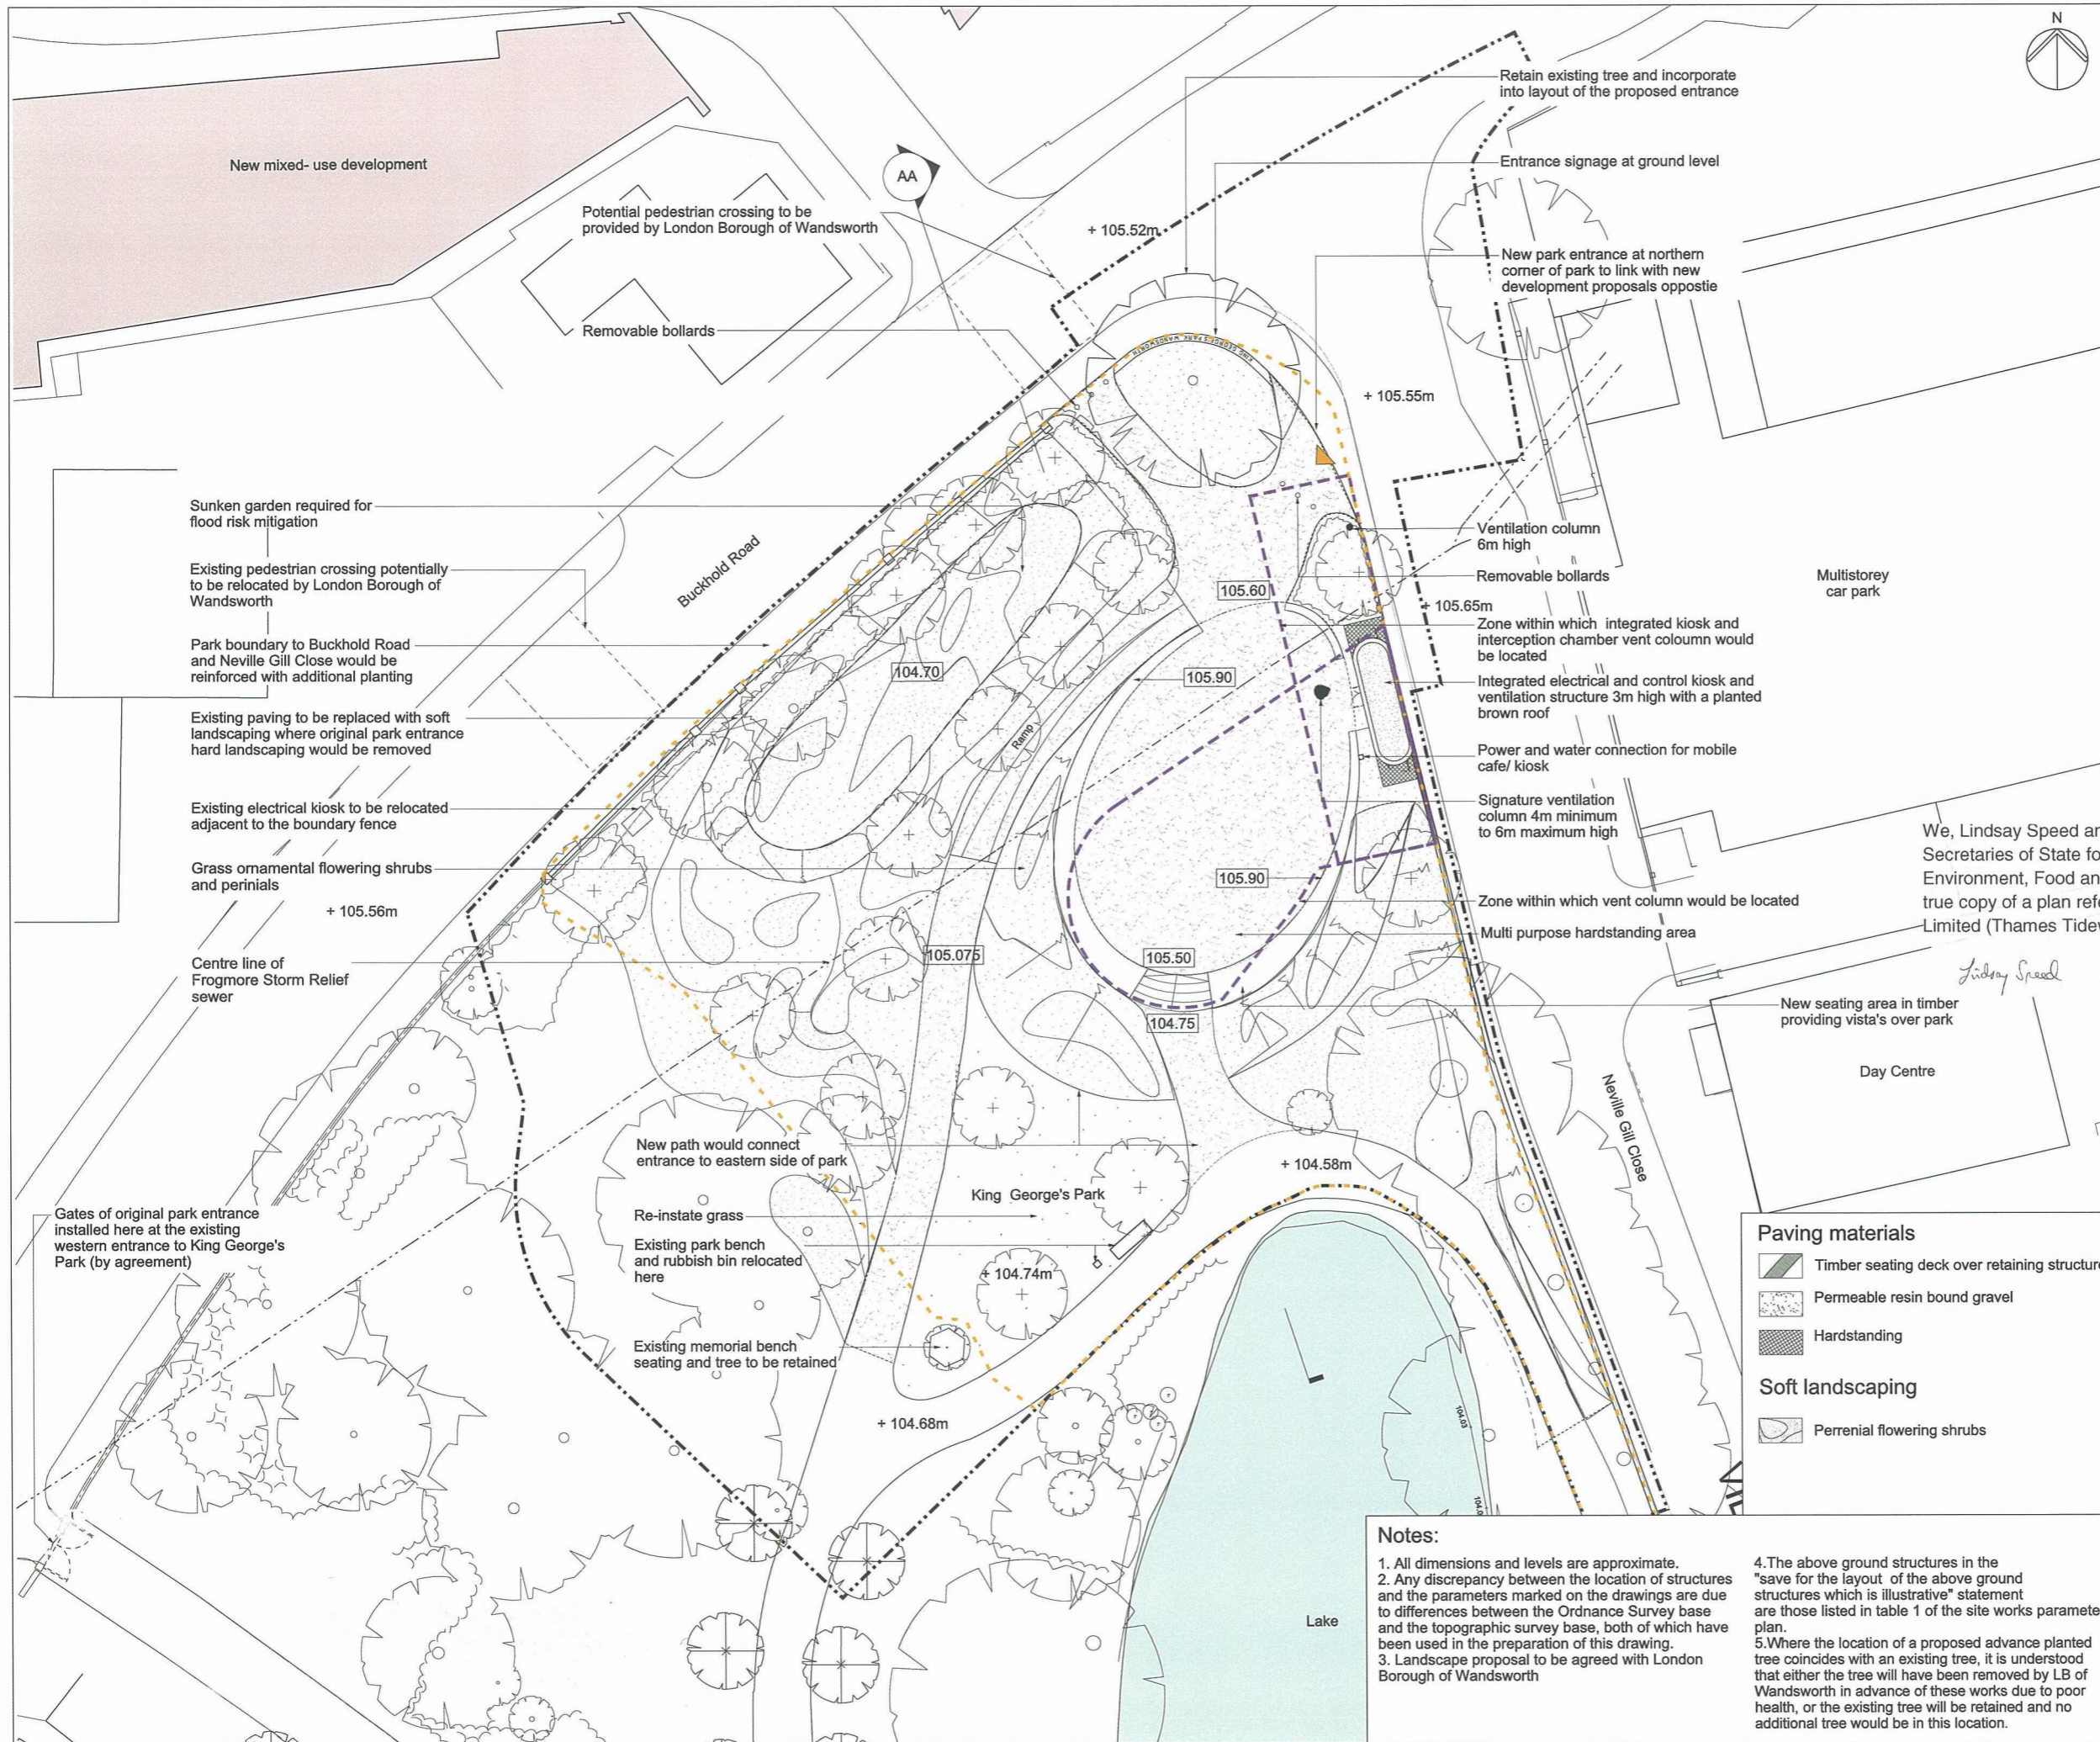 N
New mixed- use development
AA
Potential pedestrian crossing to be
provided by London Borough of Wandsworth
Removable bollards
+ 105.52m
Retain existing tree and incorporate
into layout of the proposed entrance
Entrance signage at ground level
New park entrance at northern
corner of park to link with new
development proposals oppostie
+ 105.55m
KING GEORGE'S PARK WANDSWORTH
Sunken garden required for
flood risk mitigation
Existing pedestrian crossing potentially
to be relocated by London Borough of
Wandsworth
Park boundary to Buckhold Road
and Neville Gill Close would be
reinforced with additional planting
Existing paving to be replaced with soft
landscaping where original park entrance
hard landscaping would be removed
Existing electrical kiosk to be relocated
adjacent to the boundary fence
Grass ornamental flowering shrubs
and perinials
+ 105.56m
Centre line of
Frogmore Storm Relief
sewer
Buckhold Road
104.70
Ramp
105.60
105.90
105.90
105.075
105.50
104.75
Ventilation column
6m high
Removable bollards
+ 105.65m
Zone within which integrated kiosk and
interception chamber vent coloumn would
be located
Integrated electrical and control kiosk and
ventilation structure 3m high with a planted
brown roof
Power and water connection for mobile
cafe/ kiosk
Signature ventilation
column 4m minimum
to 6m maximum high
Zone within which vent column would be located
Multi purpose hardstanding area
New seating area in timber
providing vista's over park
Multistorey
car park
We, Lindsay Speed an
Secretaries of State fo
Environment, Food an
true copy of a plan refe
Limited (Thames Tidew
Lindsay Speed
Day Centre
Neville Gill Close
New path would connect
entrance to eastern side of park
+ 104.58m
King George's Park
Re-instate grass
Existing park bench
and rubbish bin relocated
here
+ 104.74m
Existing memorial bench
seating and tree to be retained
+ 104.68m
Gates of original park entrance
installed here at the existing
western entrance to King George's
Park (by agreement)
104.03
Lake
Paving materials
Timber seating deck over retaining structure
Permeable resin bound gravel
Hardstanding
Soft landscaping
Perrenial flowering shrubs
Notes:
1. All dimensions and levels are approximate.
2. Any discrepancy between the location of structures
and the parameters marked on the drawings are due
to differences between the Ordnance Survey base
and the topographic survey base, both of which have
been used in the preparation of this drawing.
3. Landscape proposal to be agreed with London
Borough of Wandsworth
4.The above ground structures in the
"save for the layout of the above ground
structures which is illustrative" statement
are those listed in table 1 of the site works paramete
plan.
5.Where the location of a proposed advance planted
tree coincides with an existing tree, it is understood
that either the tree will have been removed by LB of
Wandsworth in advance of these works due to poor
health, or the existing tree will be retained and no
additional tree would be in this location.